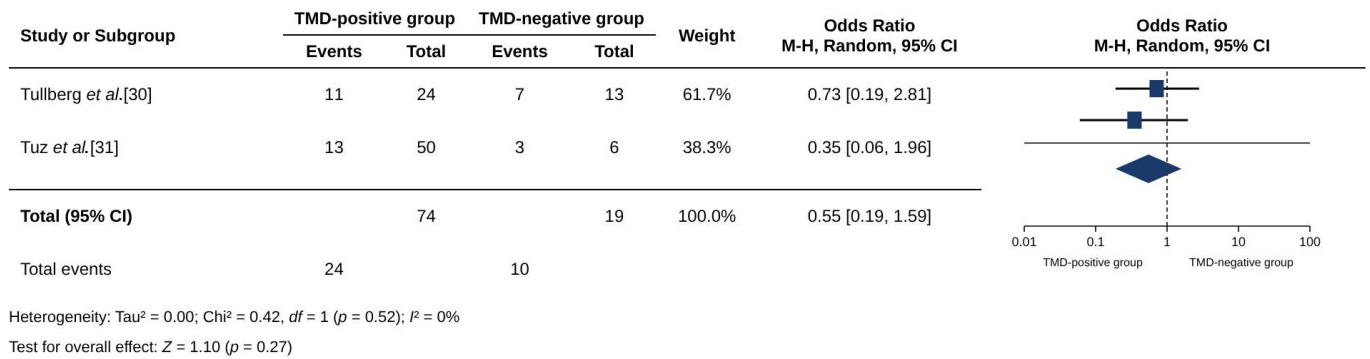 TMD-positive group TMD-negative group Odds Ratio Odds Ratio
Study or Subgroup Weight
Events Total Events Total M-H, Random, 95% CI M-H, Random, 95% CI
Tullberg et al.[30] 11 24 7 13 61.7% 0.73 [0.19, 2.81]
Tuz et al.[31] 13 50 3 6 38.3% 0.35 [0.06, 1.96]
Total (95% CI) 74 19 100.0% 0.55 [0.19, 1.59]
0.01 0.1 1 10 100
TMD-positive group TMD-negative group
Total events 24 10
Heterogeneity: Tau² = 0.00; Chi² = 0.42, df = 1 (p = 0.52); I² = 0%
Test for overall effect: Z = 1.10 (p = 0.27)